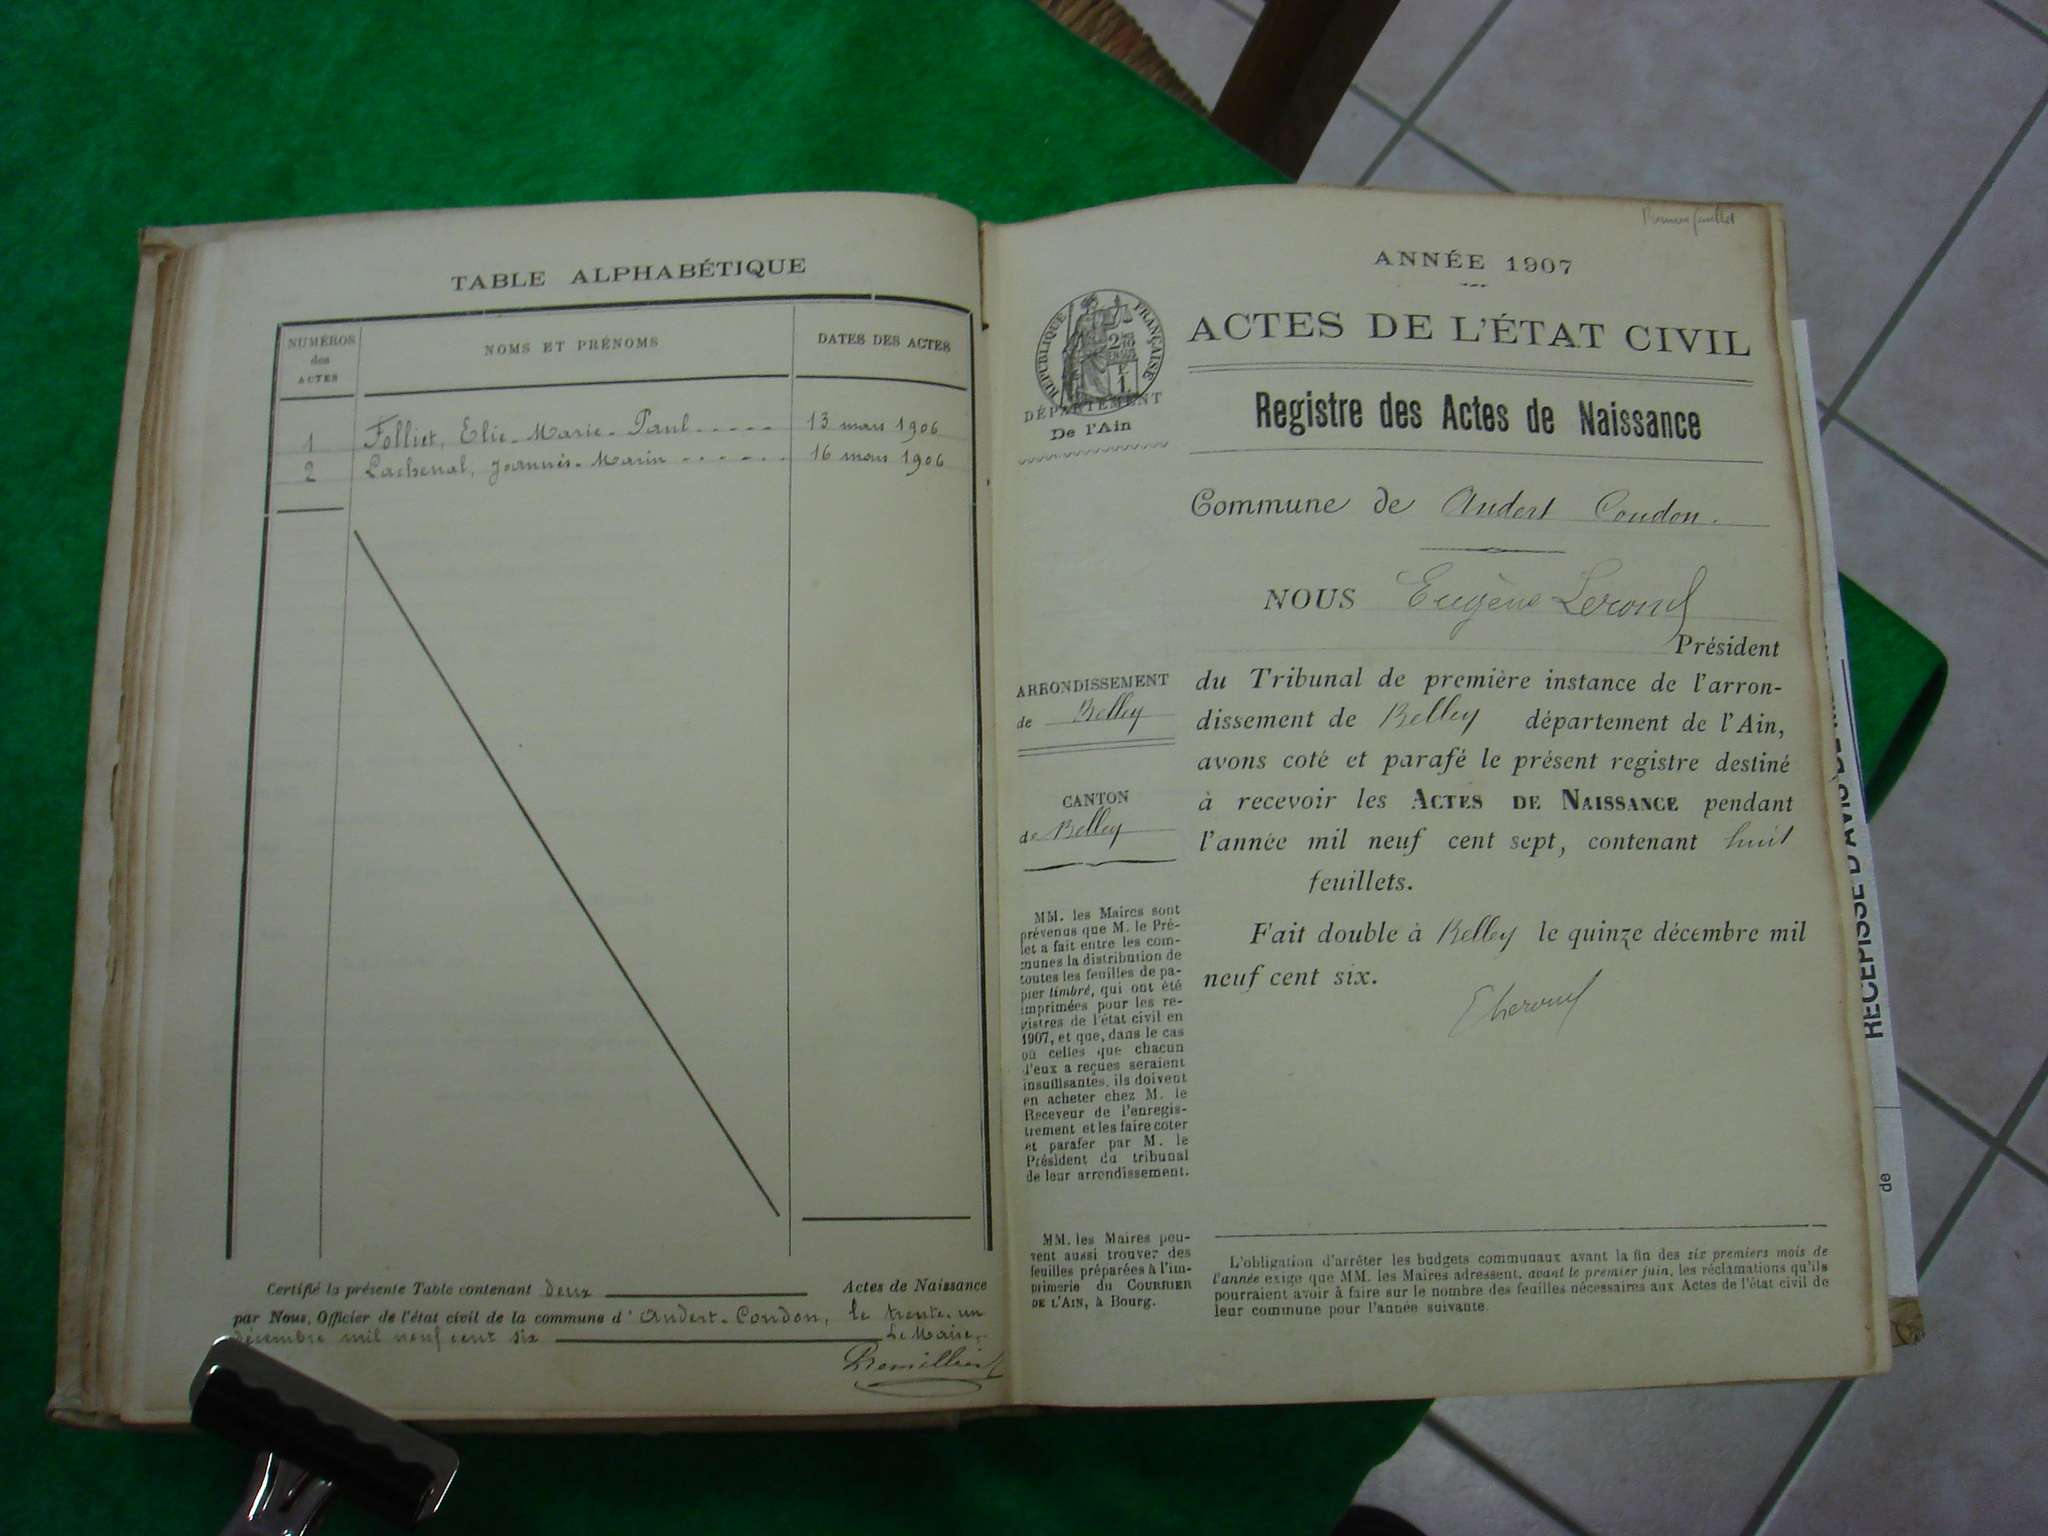 TABLE ALPHABÉTIQUE
NUMÉROS
des
ACTES
NOMS ET PRÉNOMS
DATES DES ACTES
1 Folliet, Elie-Marie-Paul 13 mars 1906
2 Lachenal, Joannès-Marin 16 mars 1906
Certifié la présente Table contenant deux Actes de Naissance
par Nous, Officier de l'état civil de la commune d' Andert-Condon, le trente-un
décembre mil neuf cent six
Le Maire,
Premier feuillet
ANNÉE 1907
RÉPUBLIQUE FRANÇAISE
DÉPARTEMENT
De l'Ain
ACTES DE L'ÉTAT CIVIL
Registre des Actes de Naissance
Commune de Andert Condon.
NOUS Eugène
Président
ARRONDISSEMENT
de Belley
CANTON
de Belley
du Tribunal de première instance de l'arron-
dissement de Belley département de l'Ain,
avons coté et parafé le présent registre destiné
à recevoir les ACTES DE NAISSANCE pendant
l'année mil neuf cent sept, contenant huit
feuillets.
Fait double à Belley le quinze décembre mil
neuf cent six.
MM. les Maires sont
prévenus que M. le Pré-
fet a fait entre les com-
munes la distribution de
toutes les feuilles de pa-
pier timbré, qui ont été
imprimées pour les re-
gistres de l'état civil en
1907, et que, dans le cas
où celles que chacun
d'eux a reçues seraient
insuffisantes, ils doivent
en acheter chez M. le
Receveur de l'enregis-
trement et les faire coter
et parafer par M. le
Président du tribunal
de leur arrondissement.
MM. les Maires peu-
vent aussi trouver des
feuilles préparées à l'im-
primerie du COURRIER
DE L'AIN, à Bourg.
L'obligation d'arrêter les budgets communaux avant la fin des six premiers mois de
l'année exige que MM. les Maires adressent, avant le premier juin, les réclamations qu'ils
pourraient avoir à faire sur le nombre des feuilles nécessaires aux Actes de l'état civil de
leur commune pour l'année suivante.
RÉCÉPISSÉ D'AVIS DE
de